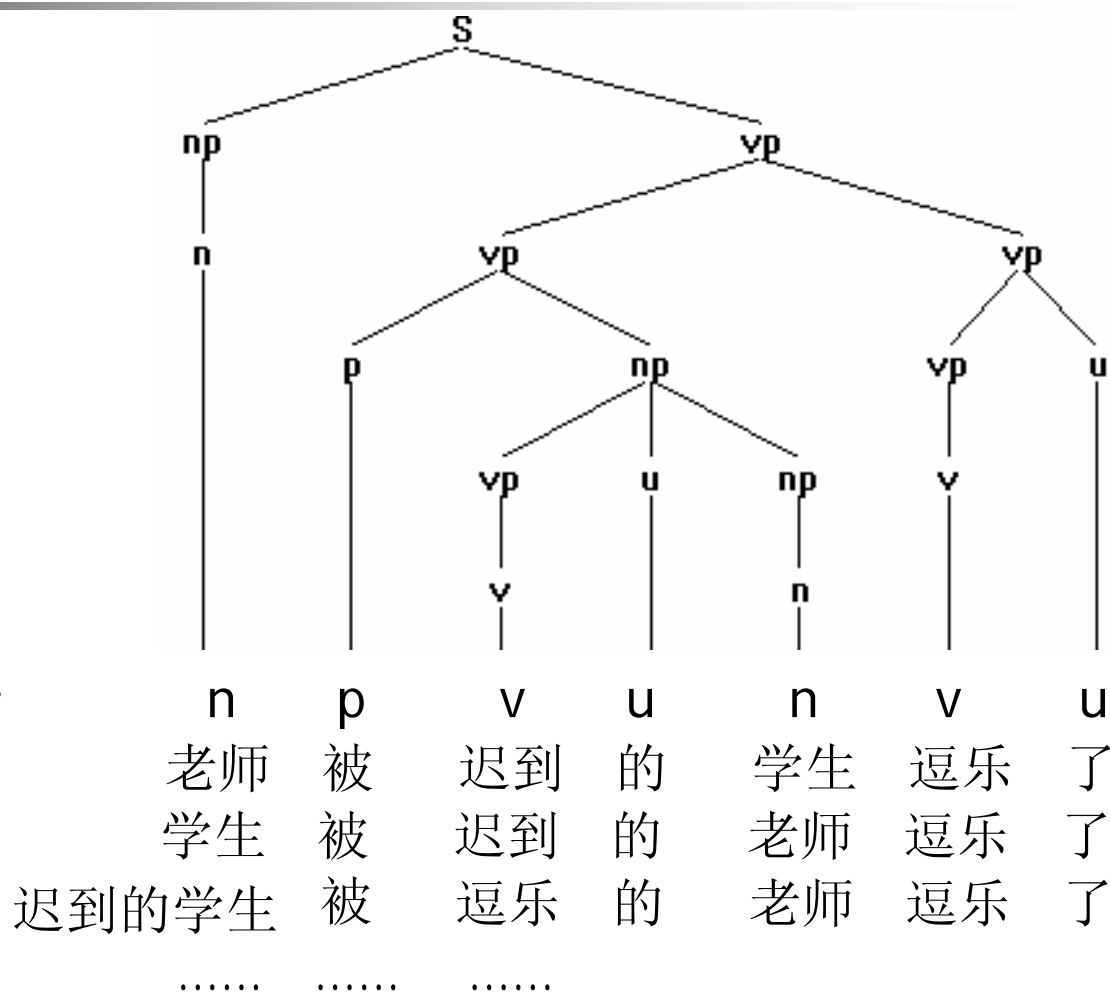 S
np vp
n vp vp
p np vp u
vp u np v
v n
n p v u n v u
老师 被 迟到 的 学生 逗乐 了
学生 被 迟到 的 老师 逗乐 了
迟到的学生 被 逗乐 的 老师 逗乐 了
…… …… ……